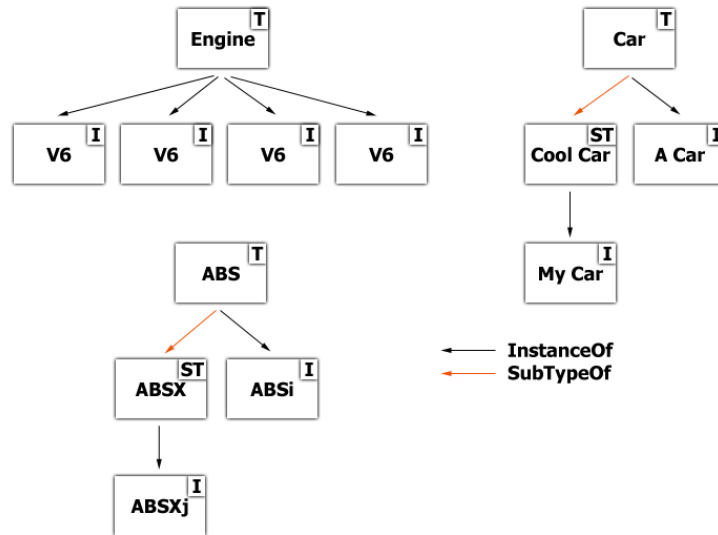 T
Engine
T
Car
I
V6
I
V6
I
V6
I
V6
ST
Cool Car
I
A Car
T
ABS
I
My Car
InstanceOf
SubTypeOf
ST
ABSX
I
ABSi
I
ABSXj